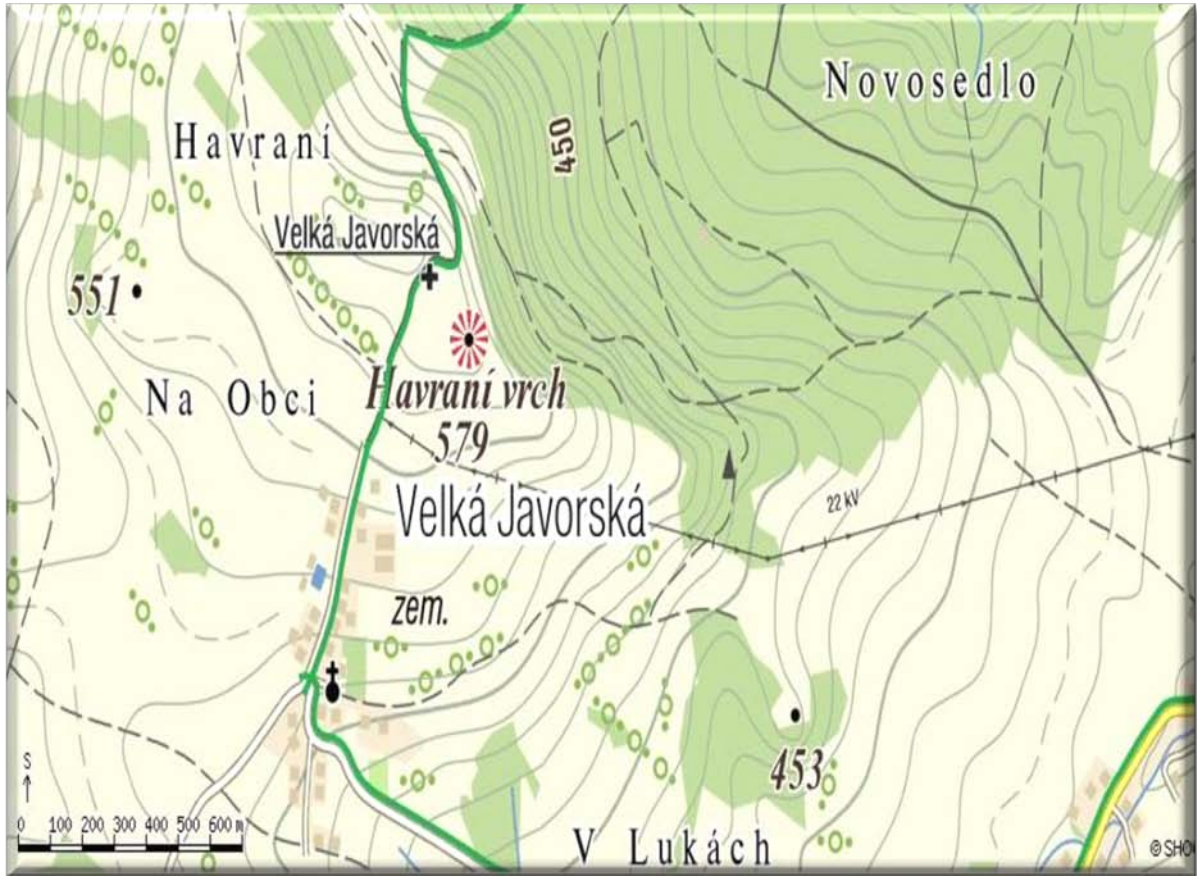 Novosedlo
Havraní
450
Velká Javorská
551
Na Obci
Havraní vrch
579
Velká Javorská
22 kV
zem.
453
S
0 100 200 300 400 500 600 m
V Lukách